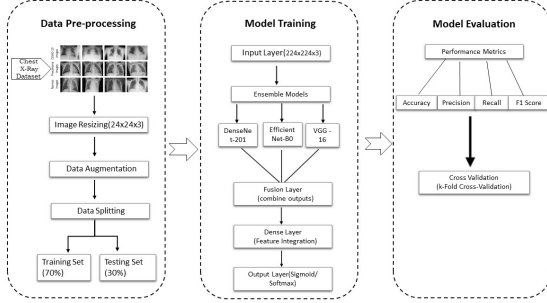 Data Pre-processing
Chest
X-Ray
Dataset
Image Resizing(24x24x3)
Data Augmentation
Data Splitting
Training Set
(70%)
Testing Set
(30%)
Model Training
Input Layer(224x224x3)
Ensemble Models
DenseNe
t-201
Efficient
Net-B0
VGG -
16
Fusion Layer
(combine outputs)
Dense Layer
(Feature Integration)
Output Layer(Sigmoid/
Softmax)
Model Evaluation
Performance Metrics
Accuracy
Precision
Recall
F1 Score
Cross Validation
(k-Fold Cross-Validation)